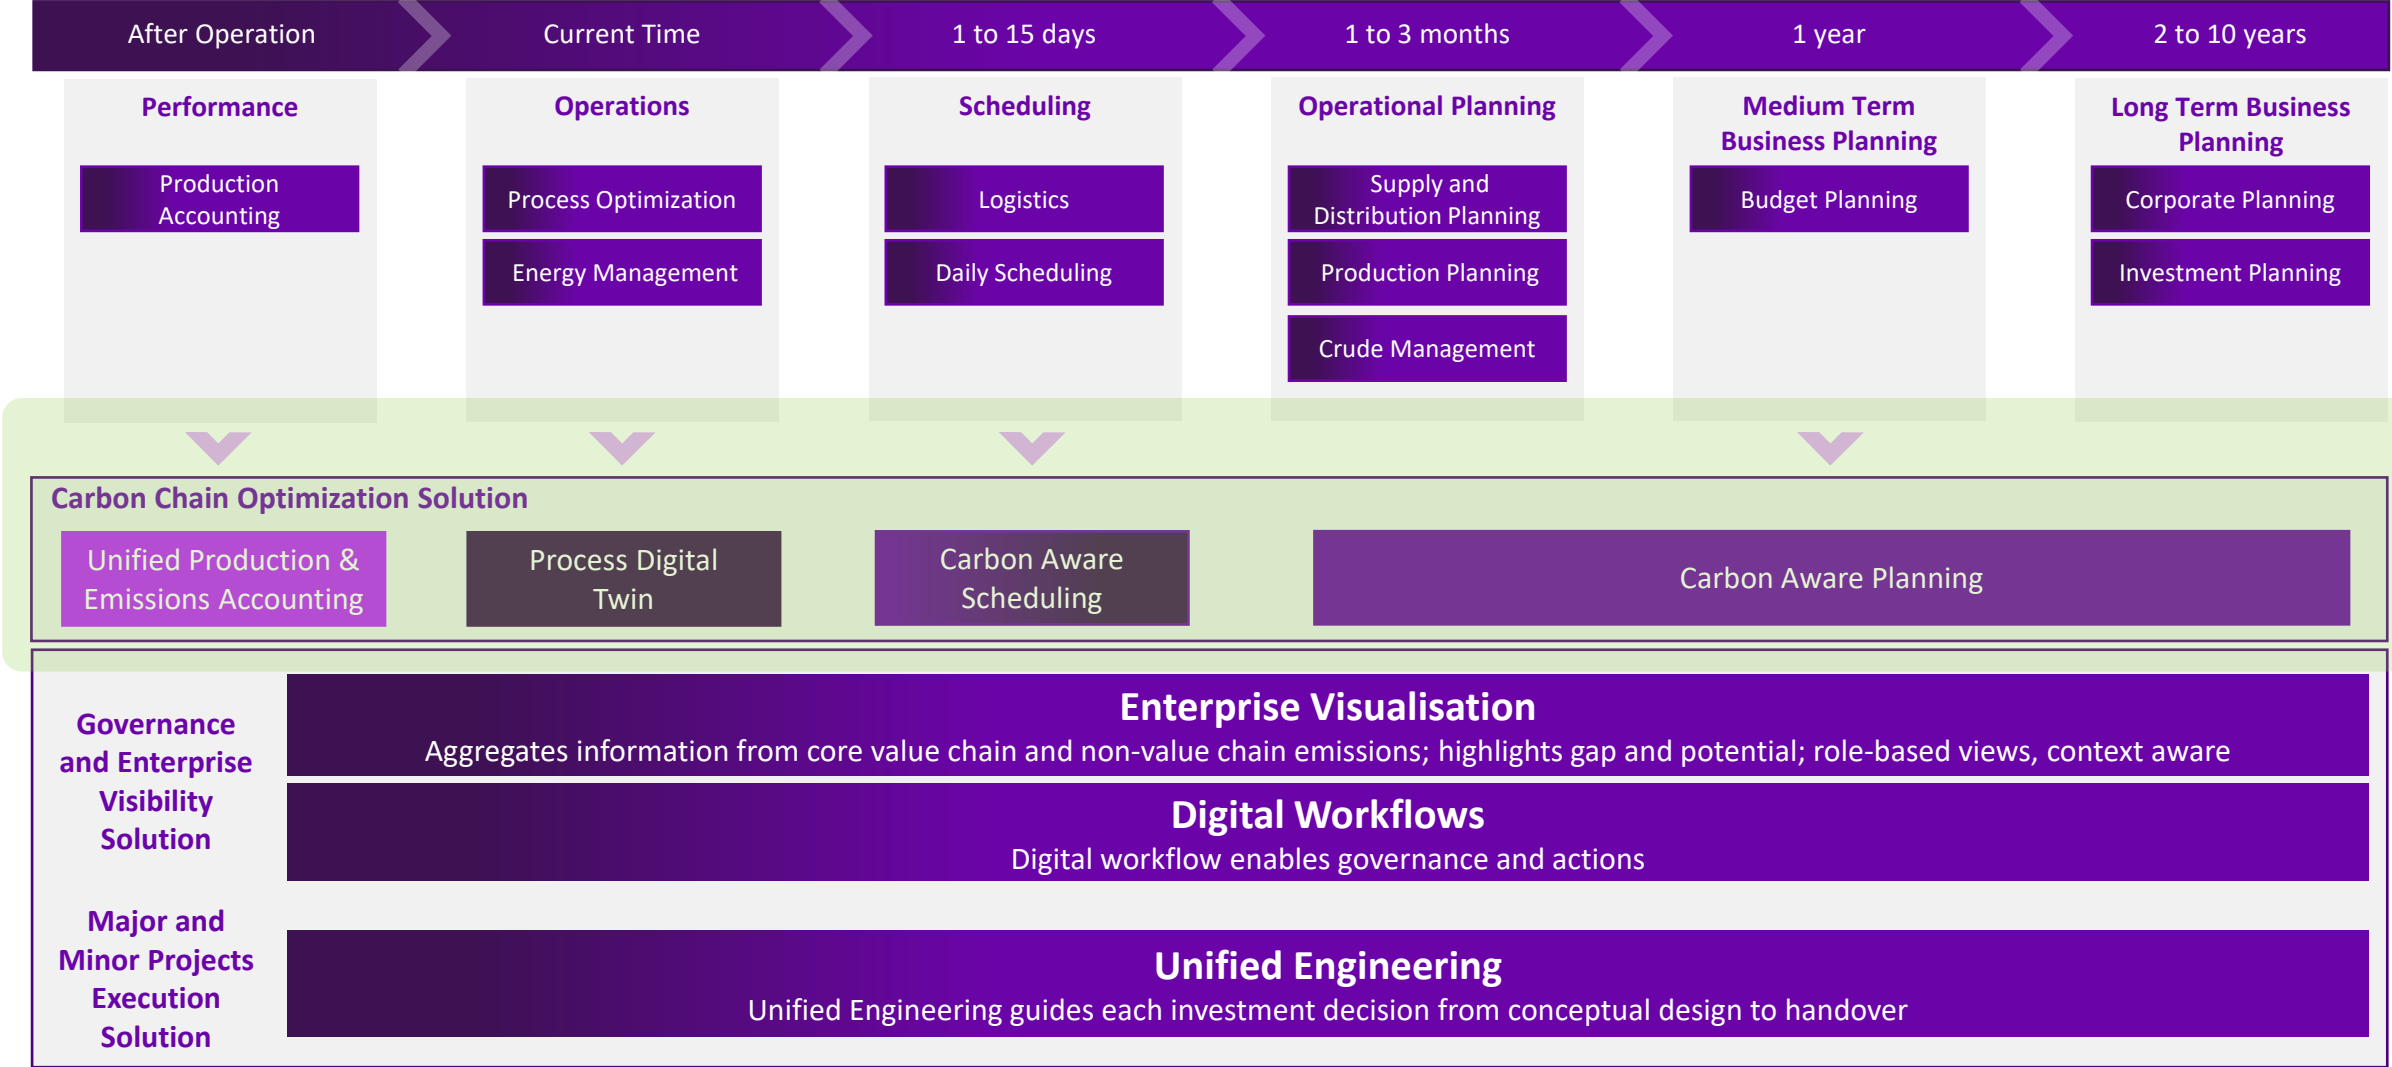 After Operation
Current Time
1 to 15 days
1 to 3 months
1 year
2 to 10 years
Performance
Production
Accounting
Operations
Process Optimization
Energy Management
Scheduling
Logistics
Daily Scheduling
Operational Planning
Supply and
Distribution Planning
Production Planning
Crude Management
Medium Term
Business Planning
Budget Planning
Long Term Business
Planning
Corporate Planning
Investment Planning
Carbon Chain Optimization Solution
Unified Production &
Emissions Accounting
Process Digital
Twin
Carbon Aware
Scheduling
Carbon Aware Planning
Governance
and Enterprise
Visibility
Solution
Enterprise Visualisation
Aggregates information from core value chain and non-value chain emissions; highlights gap and potential; role-based views, context aware
Digital Workflows
Digital workflow enables governance and actions
Major and
Minor Projects
Execution
Solution
Unified Engineering
Unified Engineering guides each investment decision from conceptual design to handover